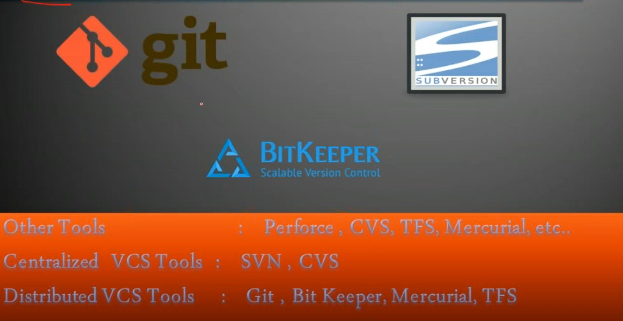 git
SUBVERSION
BITKEEPER
Scalable Version Control
Other Tools : Perforce , CVS, TFS, Mercurial, etc..
Centralized VCS Tools : SVN , CVS
Distributed VCS Tools : Git , Bit Keeper, Mercurial, TFS